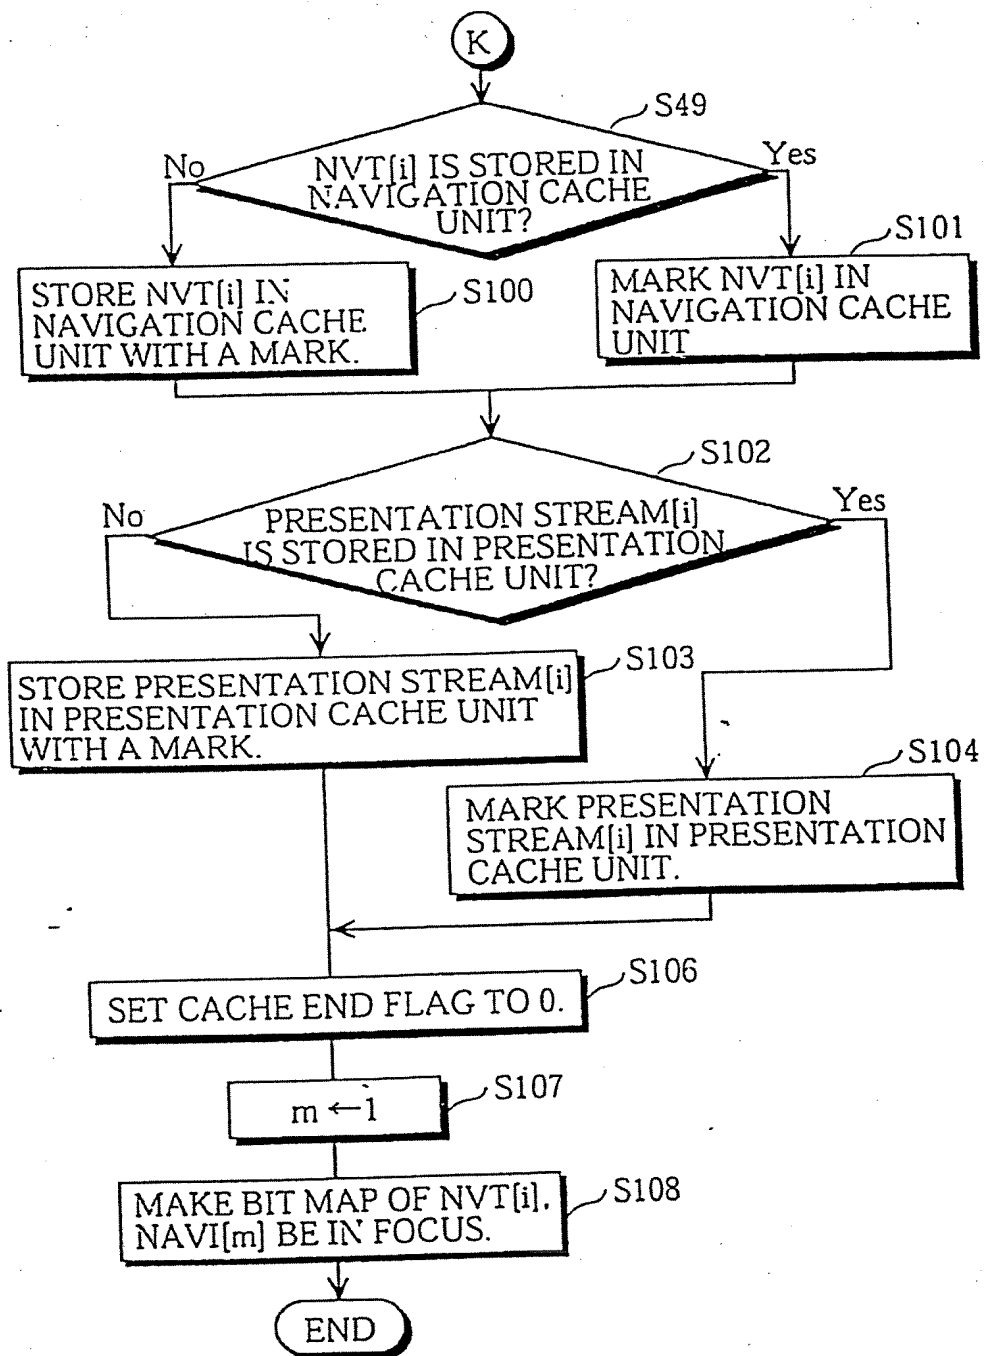 K
S49
No
Yes
NVT[i] IS STORED IN
NAVIGATION CACHE
UNIT?
S101
STORE NVT[i] IN
NAVIGATION CACHE
UNIT WITH A MARK.
S100
MARK NVT[i] IN
NAVIGATION CACHE
UNIT
S102
No
Yes
PRESENTATION STREAM[i]
IS STORED IN PRESENTATION
CACHE UNIT?
S103
STORE PRESENTATION STREAM[i]
IN PRESENTATION CACHE UNIT
WITH A MARK.
S104
MARK PRESENTATION
STREAM[i] IN PRESENTATION
CACHE UNIT.
S106
SET CACHE END FLAG TO 0.
S107
m ← 1
S108
MAKE BIT MAP OF NVT[i],
NAVI[m] BE IN FOCUS.
END